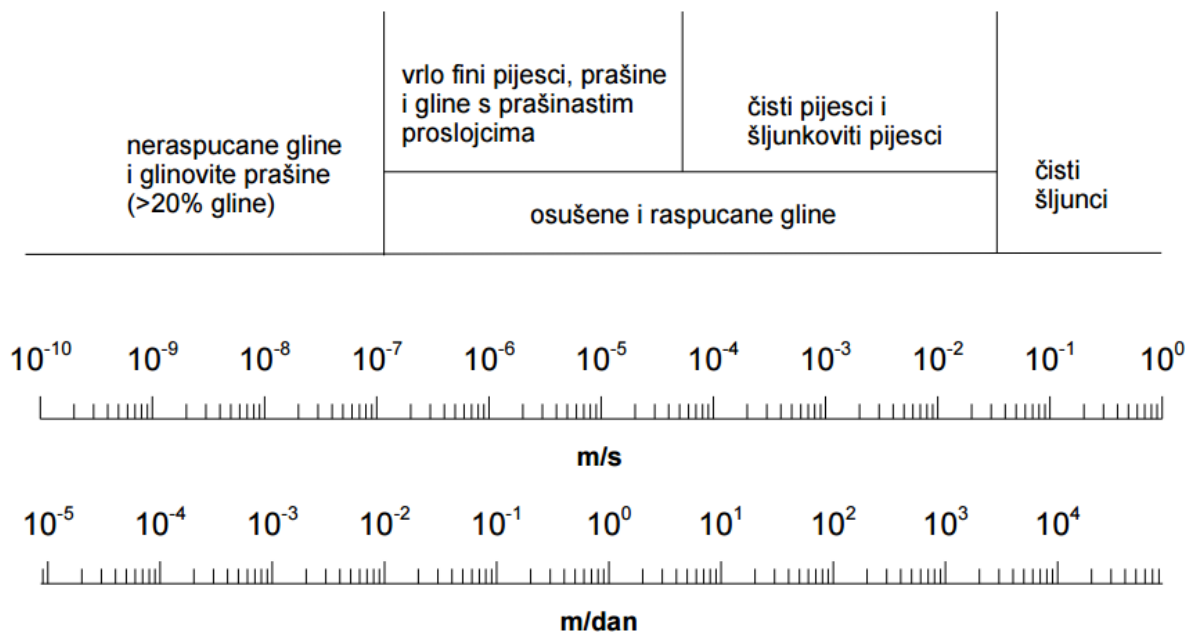 neraspucane gline
i glinovite prašine
(>20% gline)
vrlo fini pijesci, prašine
i gline s prašinastim
proslojcima
čisti pijesci i
šljunkoviti pijesci
osušene i raspucane gline
čisti
šljunci
10⁻¹⁰ 10⁻⁹ 10⁻⁸ 10⁻⁷ 10⁻⁶ 10⁻⁵ 10⁻⁴ 10⁻³ 10⁻² 10⁻¹ 10⁰
m/s
10⁻⁵ 10⁻⁴ 10⁻³ 10⁻² 10⁻¹ 10⁰ 10¹ 10² 10³ 10⁴
m/dan